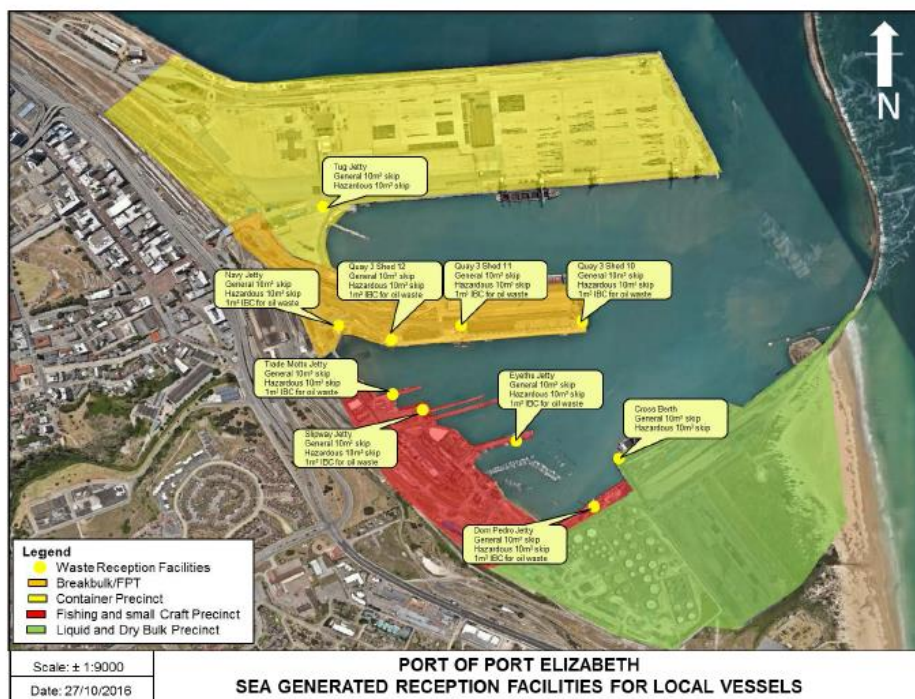 N
Tug Jetty
General 10m³ skip
Hazardous 10m³ skip
Navy Jetty
General 10m³ skip
Hazardous 10m³ skip
1m³ IBC for oil waste
Quay 3 Shed 12
General 10m³ skip
Hazardous 10m³ skip
1m³ IBC for oil waste
Quay 3 Shed 11
General 10m³ skip
Hazardous 10m³ skip
1m³ IBC for oil waste
Quay 3 Shed 10
General 10m³ skip
Hazardous 10m³ skip
1m³ IBC for oil waste
Jetty
General 10m³ skip
Hazardous 10m³ skip
1m³ IBC for oil waste
Slipway Jetty
General 10m³ skip
Hazardous 10m³ skip
1m³ IBC for oil waste
Jetty
General 10m³ skip
Hazardous 10m³ skip
1m³ IBC for oil waste
Cross Berth
General 10m³ skip
Hazardous 10m³ skip
Dom Pedro Jetty
General 10m³ skip
Hazardous 10m³ skip
1m³ IBC for oil waste
Legend
Waste Reception Facilities
Breakbulk/FPT
Container Precinct
Fishing and small Craft Precinct
Liquid and Dry Bulk Precinct
Scale: ± 1:9000
Date: 27/10/2016
PORT OF PORT ELIZABETH
SEA GENERATED RECEPTION FACILITIES FOR LOCAL VESSELS